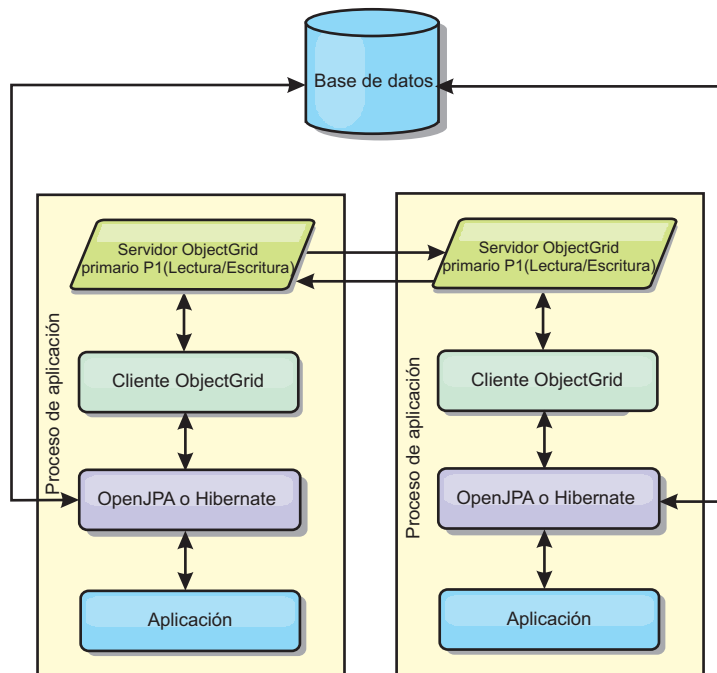 Base de datos
Servidor ObjectGrid
primario P1(Lectura/Escritura)
Cliente ObjectGrid
OpenJPA o Hibernate
Aplicación
Proceso de aplicación
Servidor ObjectGrid
primario P1(Lectura/Escritura)
Cliente ObjectGrid
OpenJPA o Hibernate
Aplicación
Proceso de aplicación